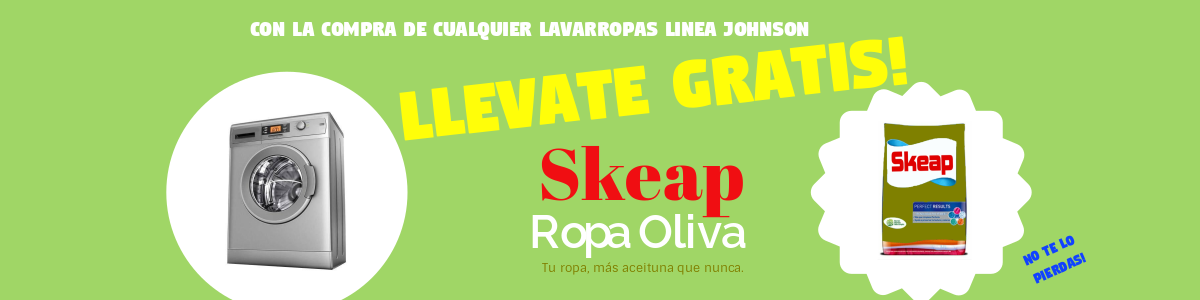 CON LA COMPRA DE CUALQUIER LAVARROPAS LINEA JOHNSON
LLEVATE GRATIS!
Skeap
Ropa Oliva
Tu ropa, más aceituna que nunca.
Skeap
PERFECT RESULTS
NO TE LO
PIERDAS!